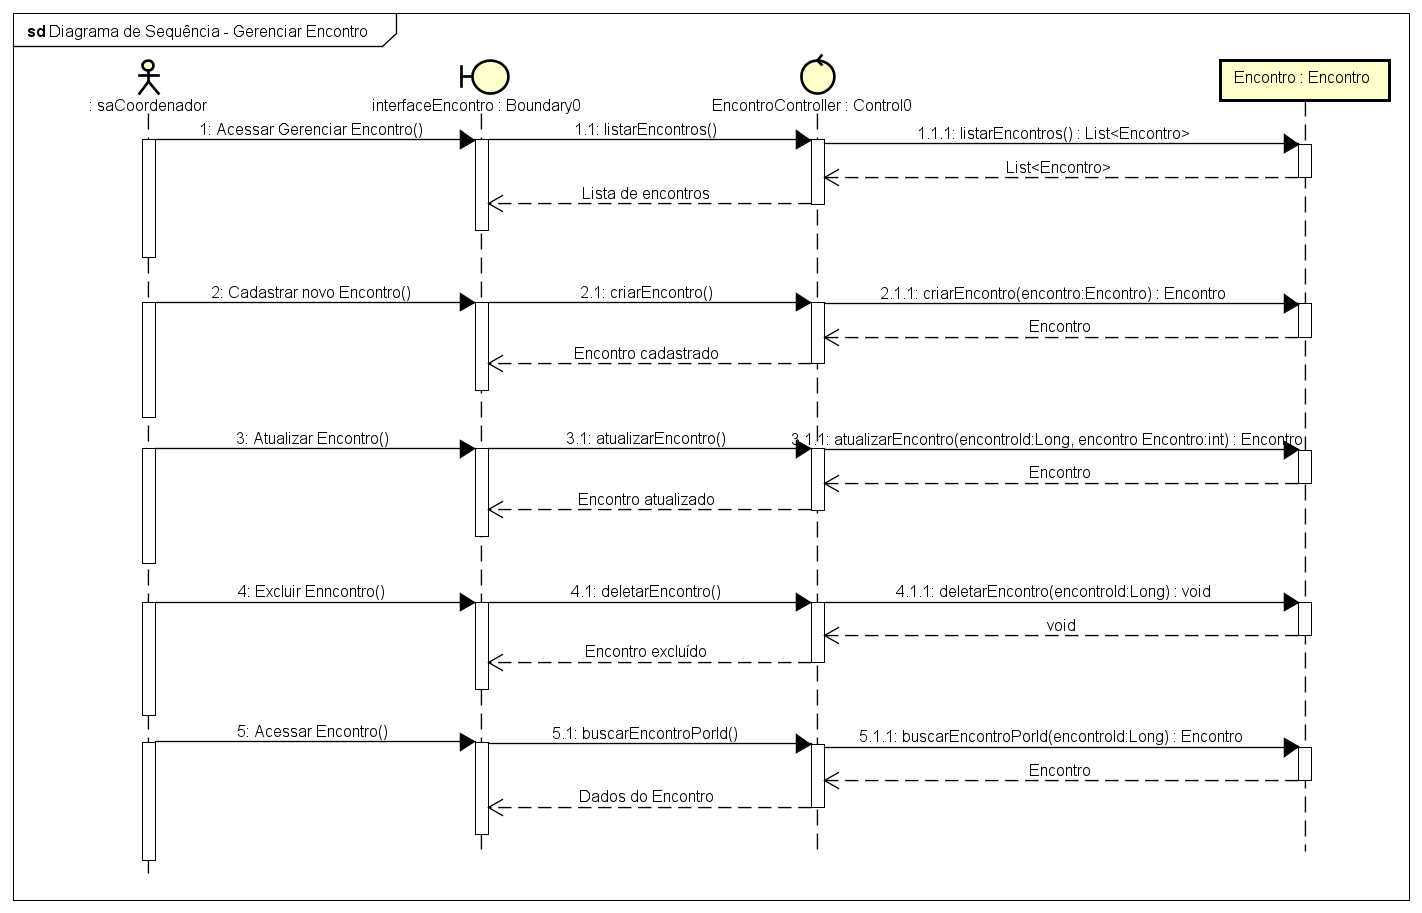 sd Diagrama de Sequência - Gerenciar Encontro
: saCoordenador
interfaceEncontro : Boundary0
EncontroController : Control0
Encontro : Encontro
1: Acessar Gerenciar Encontro()
1.1: listarEncontros()
1.1.1: listarEncontros() : List<Encontro>
List<Encontro>
Lista de encontros
2: Cadastrar novo Encontro()
2.1: criarEncontro()
2.1.1: criarEncontro(encontro:Encontro) : Encontro
Encontro
Encontro cadastrado
3: Atualizar Encontro()
3.1: atualizarEncontro()
3.1.1: atualizarEncontro(encontroId:Long, encontro Encontro:int) : Encontro
Encontro
Encontro atualizado
4: Excluir Enncontro()
4.1: deletarEncontro()
4.1.1: deletarEncontro(encontroId:Long) : void
void
Encontro excluído
5: Acessar Encontro()
5.1: buscarEncontroPorId()
5.1.1: buscarEncontroPorId(encontroId:Long) : Encontro
Encontro
Dados do Encontro